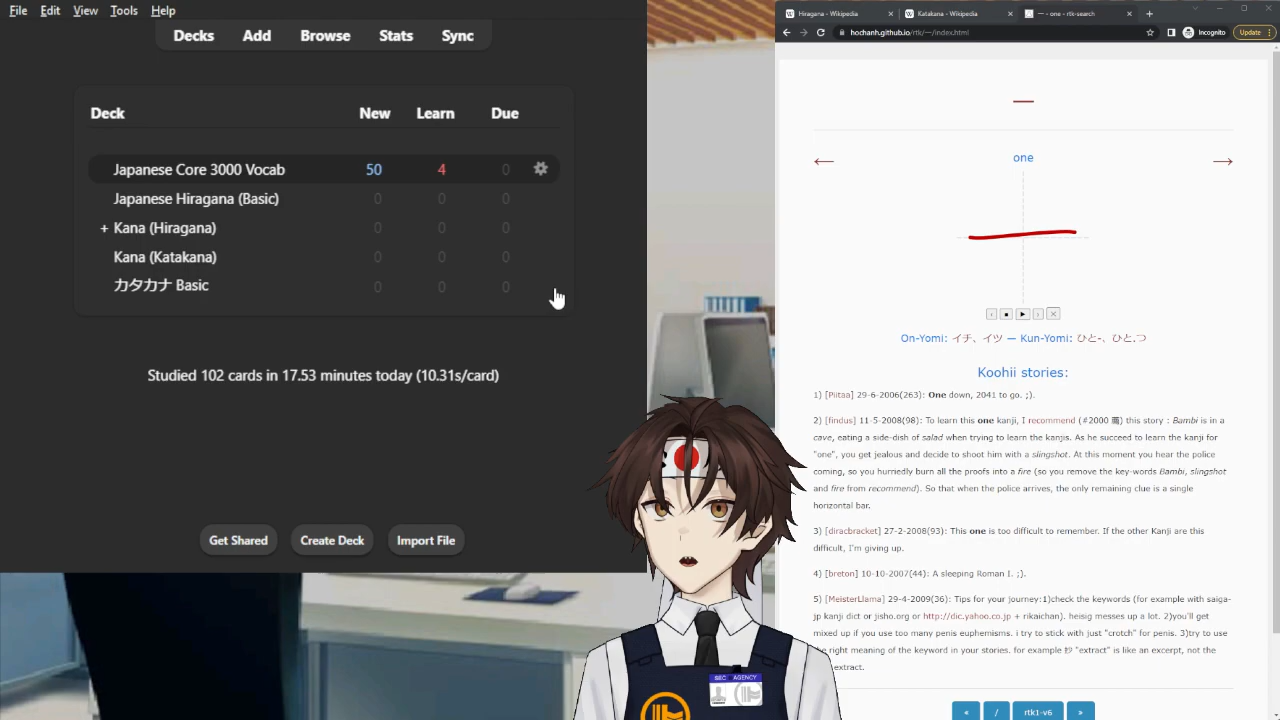 File Edit View Tools Help
Decks Add Browse Stats Sync
Deck New Learn Due
Japanese Core 3000 Vocab 50 4 0
Japanese Hiragana (Basic) 0 0 0
+ Kana (Hiragana) 0 0 0
Kana (Katakana) 0 0 0
カタカナ Basic 0 0 0
Studied 102 cards in 17.53 minutes today (10.31s/card)
Get Shared Create Deck Import File
Hiragana - Wikipedia
Katakana - Wikipedia
一 - one - rtk-search
hochanh.github.io/rtk/一/index.html
Incognito
Update
一
← one →
On-Yomi: イチ、イツ — Kun-Yomi: ひと-、ひと.つ
Koohii stories:
1) [Piitaa] 29-6-2006(263): One down, 2041 to go. ;).
2) [findus] 11-5-2008(98): To learn this one kanji, I recommend (#2000 薦) this story : Bambi is in a
cave, eating a side-dish of salad when trying to learn the kanjis. As he succeed to learn the kanji for
"one", you get jealous and decide to shoot him with a slingshot. At this moment you hear the police
coming, so you hurriedly burn all the proofs into a fire (so you remove the key-words Bambi, slingshot
and fire from recommend). So that when the police arrives, the only remaining clue is a single
horizontal bar.
3) [diracbracket] 27-2-2008(93): This one is too difficult to remember. If the other Kanji are this
difficult, I'm giving up.
4) [breton] 10-10-2007(44): A sleeping Roman I. ;).
5) [MeisterLlama] 29-4-2009(36): Tips for your journey:1)check the keywords (for example with saiga-
jp kanji dict or jisho.org or http://dic.yahoo.co.jp + rikaichan). heisig messes up a lot. 2)you'll get
mixed up if you use too many penis euphemisms. i try to stick with just "crotch" for penis. 3)try to use
right meaning of the keyword in your stories. for example 抄 "extract" is like an excerpt, not the
extract.
« / rtk1-v6 »
SEC AGENCY